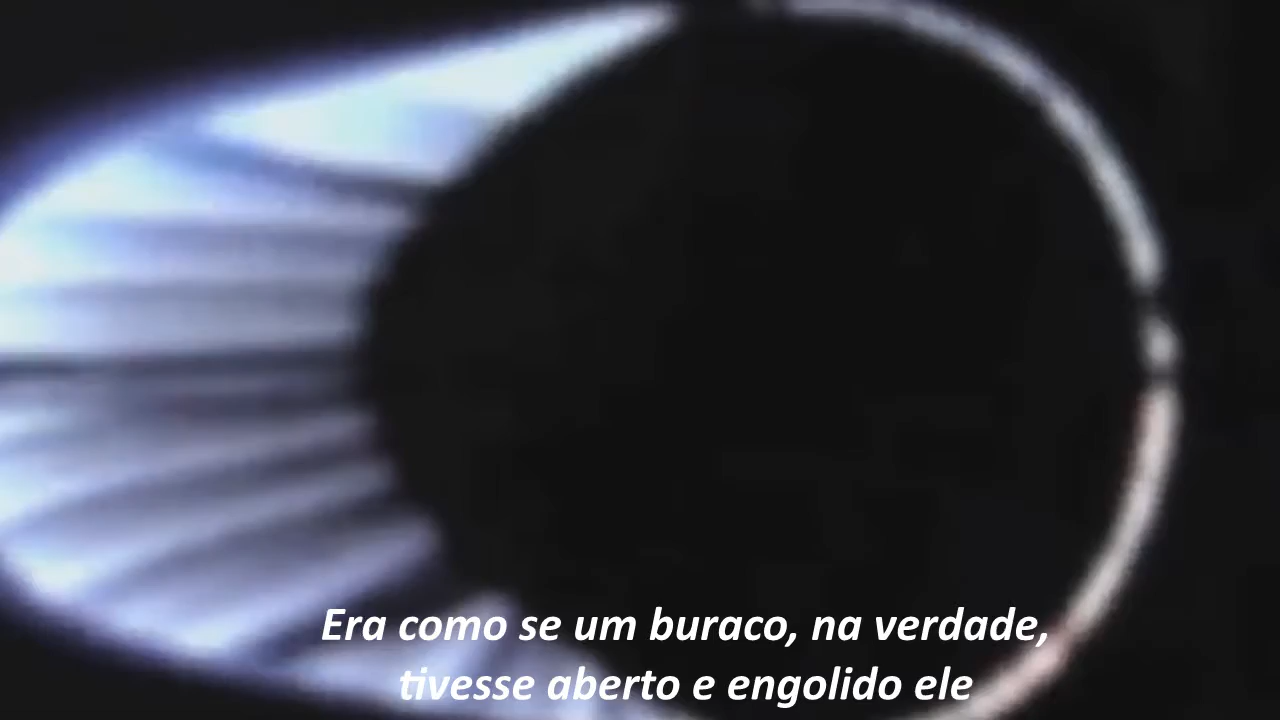 Era como se um buraco, na verdade,
tivesse aberto e engolido ele